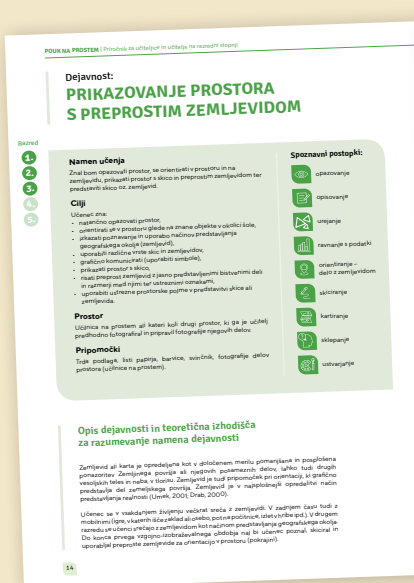 POUK NA PROSTEM | Priročnik za učiteljice in učitelje na razredni stopnji
Dejavnost:
PRIKAZOVANJE PROSTORA
S PREPROSTIM ZEMLJEVIDOM
Razred
1.
2.
3.
4.
5.
Namen učenja
Znal bom opazovati prostor, se orientirati v prostoru in na
zemljevidu, prikazati prostor s skico in preprostim zemljevidom ter
predstaviti skico oz. zemljevid.
Cilji
Učenec zna:
• natančno opazovati prostor,
• orientirati se v prostoru glede na znane objekte v okolici šole,
• izkazati poznavanje in uporabo načinov predstavljanja
geografskega okolja (zemljevid),
• uporabiti različne vrste skic in zemljevidov,
• grafično komunicirati (uporabiti simbole),
• prikazati prostor s skico,
• risati preprost zemljevid z jasno predstavljenimi bistvenimi deli
in razmerji med njimi ter ustreznimi oznakami,
• uporabiti ustrezne prostorske pojme v predstavitvi skice ali
zemljevida.
Prostor
Učilnica na prostem ali kateri koli drugi prostor, ki ga je učitelj
predhodno fotografiral in pripravil fotografije njegovih delov.
Pripomočki
Trda podlaga, listi papirja, barvice, svinčnik, fotografije delov
prostora (učilnice na prostem).
Spoznavni postopki:
opazovanje
opisovanje
urejanje
ravnanje s podatki
orientiranje –
delo z zemljevidom
skiciranje
kartiranje
sklepanje
ustvarjanje
Opis dejavnosti in teoretična izhodišča
za razumevanje namena dejavnosti
Zemljevid ali karta je opredeljena kot v določenem merilu pomanjšana in posplošena
ponazoritev Zemljinega površja ali njegovih posameznih delov, lahko tudi drugih
vesoljskih teles in neba, v tlorisu. Zemljevid je tudi pripomoček pri orientaciji, ki grafično
predstavlja del zemeljskega površja. Zemljevid je v najsplošnejši opredelitvi način
predstavljanja realnosti (Umek, 2001; Drab, 2000).
Učenec se v vsakdanjem življenju večkrat sreča z zemljevidi. V zadnjem času tudi z
mobilnimi (igre, v katerih išče zaklad ali osebo, pot na počitnice, izlet v hribe ipd.). V drugem
razredu se učenci srečajo z zemljevidom kot načinom predstavljanja geografskega okolja.
Do konca prvega vzgojno-izobraževalnega obdobja naj bi učenec poznal, skiciral in
uporabljal preproste zemljevide za orientacijo v prostoru (pokrajini).
14